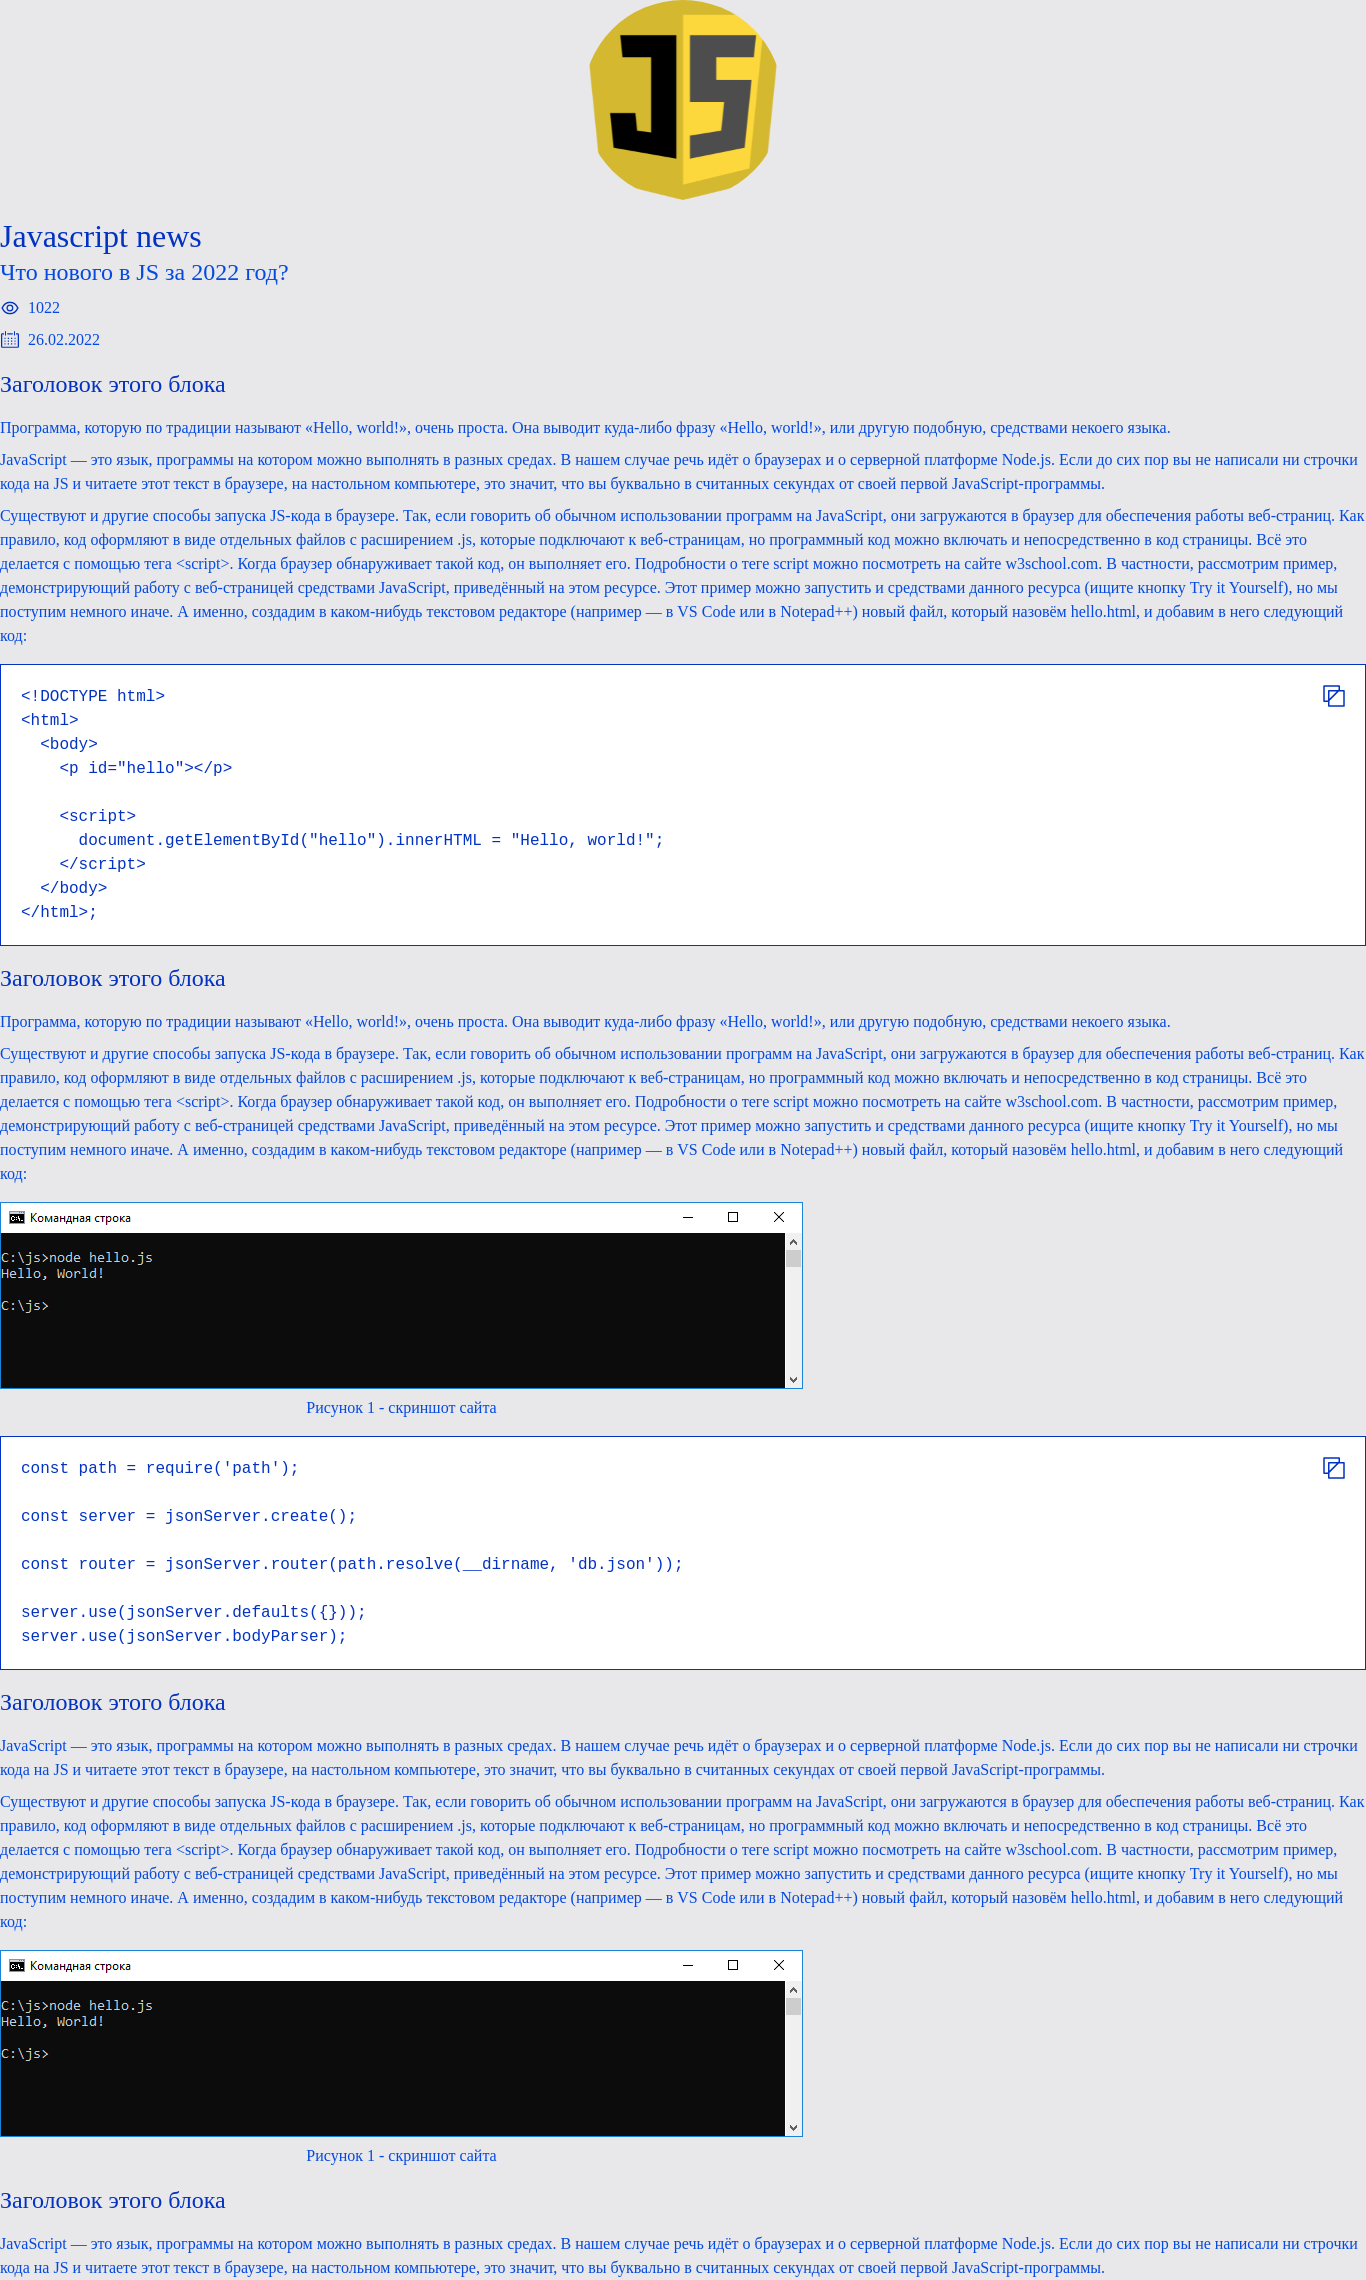 JS
Javascript news
Что нового в JS за 2022 год?
1022
26.02.2022
Заголовок этого блока
Программа, которую по традиции называют «Hello, world!», очень проста. Она выводит куда-либо фразу «Hello, world!», или другую подобную, средствами некоего языка.
JavaScript — это язык, программы на котором можно выполнять в разных средах. В нашем случае речь идёт о браузерах и о серверной платформе Node.js. Если до сих пор вы не написали ни строчки
кода на JS и читаете этот текст в браузере, на настольном компьютере, это значит, что вы буквально в считанных секундах от своей первой JavaScript-программы.
Существуют и другие способы запуска JS-кода в браузере. Так, если говорить об обычном использовании программ на JavaScript, они загружаются в браузер для обеспечения работы веб-страниц. Как
правило, код оформляют в виде отдельных файлов с расширением .js, которые подключают к веб-страницам, но программный код можно включать и непосредственно в код страницы. Всё это
делается с помощью тега <script>. Когда браузер обнаруживает такой код, он выполняет его. Подробности о теге script можно посмотреть на сайте w3school.com. В частности, рассмотрим пример,
демонстрирующий работу с веб-страницей средствами JavaScript, приведённый на этом ресурсе. Этот пример можно запустить и средствами данного ресурса (ищите кнопку Try it Yourself), но мы
поступим немного иначе. А именно, создадим в каком-нибудь текстовом редакторе (например — в VS Code или в Notepad++) новый файл, который назовём hello.html, и добавим в него следующий
код:
<!DOCTYPE html>
<html>
  <body>
    <p id="hello"></p>

    <script>
      document.getElementById("hello").innerHTML = "Hello, world!";
    </script>
  </body>
</html>;
Заголовок этого блока
Программа, которую по традиции называют «Hello, world!», очень проста. Она выводит куда-либо фразу «Hello, world!», или другую подобную, средствами некоего языка.
Существуют и другие способы запуска JS-кода в браузере. Так, если говорить об обычном использовании программ на JavaScript, они загружаются в браузер для обеспечения работы веб-страниц. Как
правило, код оформляют в виде отдельных файлов с расширением .js, которые подключают к веб-страницам, но программный код можно включать и непосредственно в код страницы. Всё это
делается с помощью тега <script>. Когда браузер обнаруживает такой код, он выполняет его. Подробности о теге script можно посмотреть на сайте w3school.com. В частности, рассмотрим пример,
демонстрирующий работу с веб-страницей средствами JavaScript, приведённый на этом ресурсе. Этот пример можно запустить и средствами данного ресурса (ищите кнопку Try it Yourself), но мы
поступим немного иначе. А именно, создадим в каком-нибудь текстовом редакторе (например — в VS Code или в Notepad++) новый файл, который назовём hello.html, и добавим в него следующий
код:
Командная строка
C:\js>node hello.js
Hello, World!
C:\js>
Рисунок 1 - скриншот сайта
const path = require('path');

const server = jsonServer.create();

const router = jsonServer.router(path.resolve(__dirname, 'db.json'));

server.use(jsonServer.defaults({}));
server.use(jsonServer.bodyParser);
Заголовок этого блока
JavaScript — это язык, программы на котором можно выполнять в разных средах. В нашем случае речь идёт о браузерах и о серверной платформе Node.js. Если до сих пор вы не написали ни строчки
кода на JS и читаете этот текст в браузере, на настольном компьютере, это значит, что вы буквально в считанных секундах от своей первой JavaScript-программы.
Существуют и другие способы запуска JS-кода в браузере. Так, если говорить об обычном использовании программ на JavaScript, они загружаются в браузер для обеспечения работы веб-страниц. Как
правило, код оформляют в виде отдельных файлов с расширением .js, которые подключают к веб-страницам, но программный код можно включать и непосредственно в код страницы. Всё это
делается с помощью тега <script>. Когда браузер обнаруживает такой код, он выполняет его. Подробности о теге script можно посмотреть на сайте w3school.com. В частности, рассмотрим пример,
демонстрирующий работу с веб-страницей средствами JavaScript, приведённый на этом ресурсе. Этот пример можно запустить и средствами данного ресурса (ищите кнопку Try it Yourself), но мы
поступим немного иначе. А именно, создадим в каком-нибудь текстовом редакторе (например — в VS Code или в Notepad++) новый файл, который назовём hello.html, и добавим в него следующий
код:
Командная строка
C:\js>node hello.js
Hello, World!
C:\js>
Рисунок 1 - скриншот сайта
Заголовок этого блока
JavaScript — это язык, программы на котором можно выполнять в разных средах. В нашем случае речь идёт о браузерах и о серверной платформе Node.js. Если до сих пор вы не написали ни строчки
кода на JS и читаете этот текст в браузере, на настольном компьютере, это значит, что вы буквально в считанных секундах от своей первой JavaScript-программы.